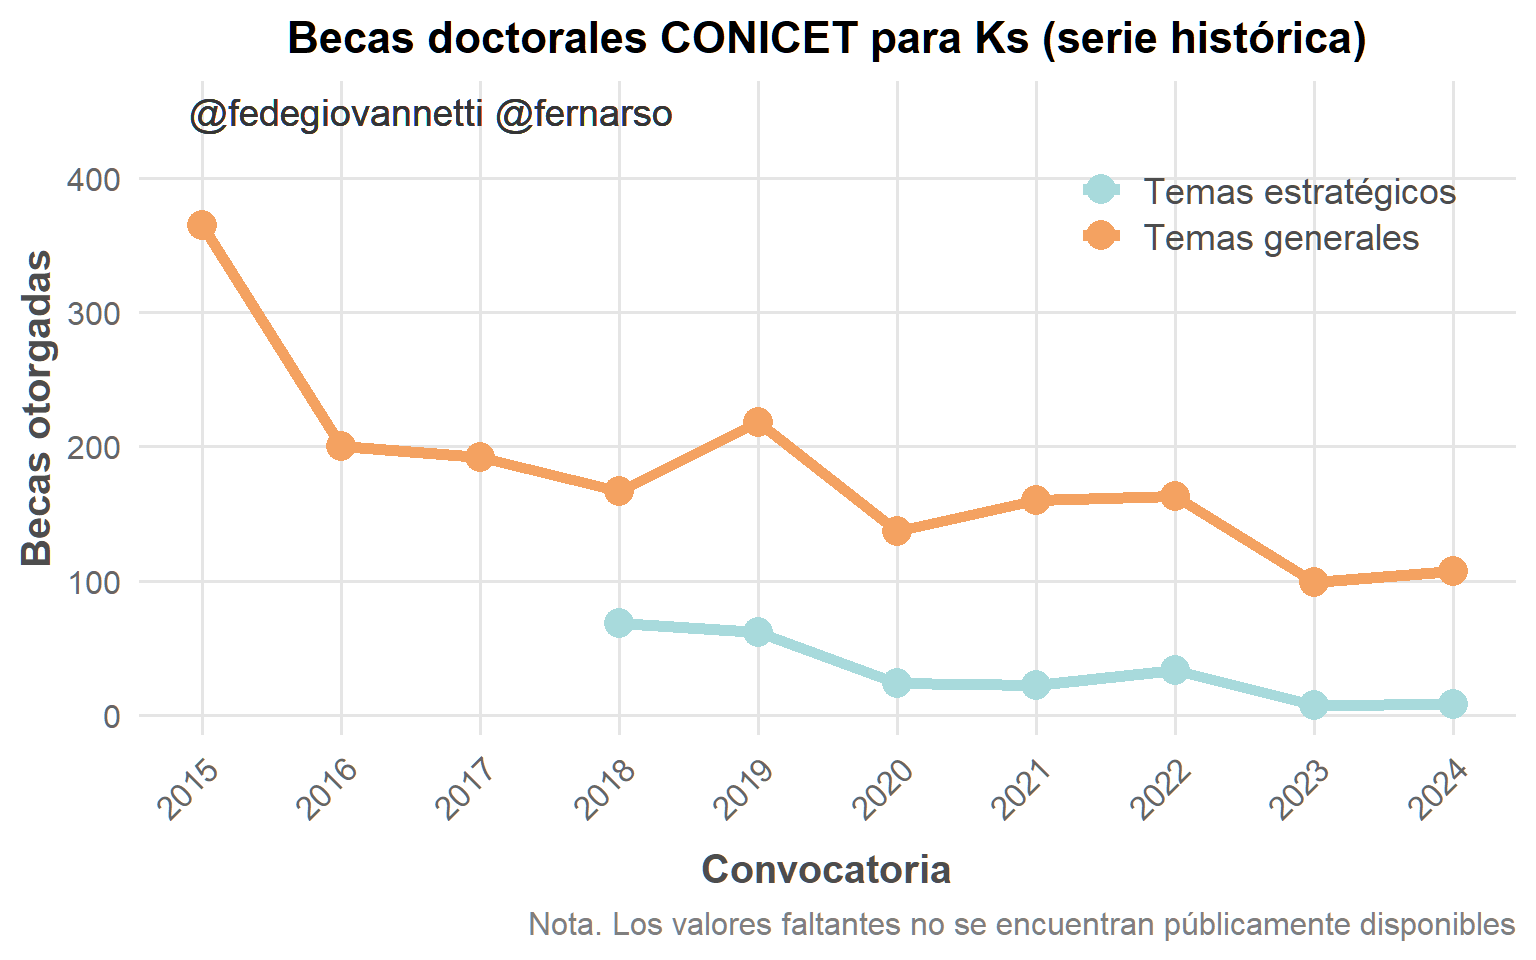 Becas doctorales CONICET para Ks (serie histórica)
@fedegiovannetti @fernarso
Temas estratégicos
Temas generales
Becas otorgadas
400
300
200
100
0
2015
2016
2017
2018
2019
2020
2021
2022
2023
2024
Convocatoria
Nota. Los valores faltantes no se encuentran públicamente disponibles